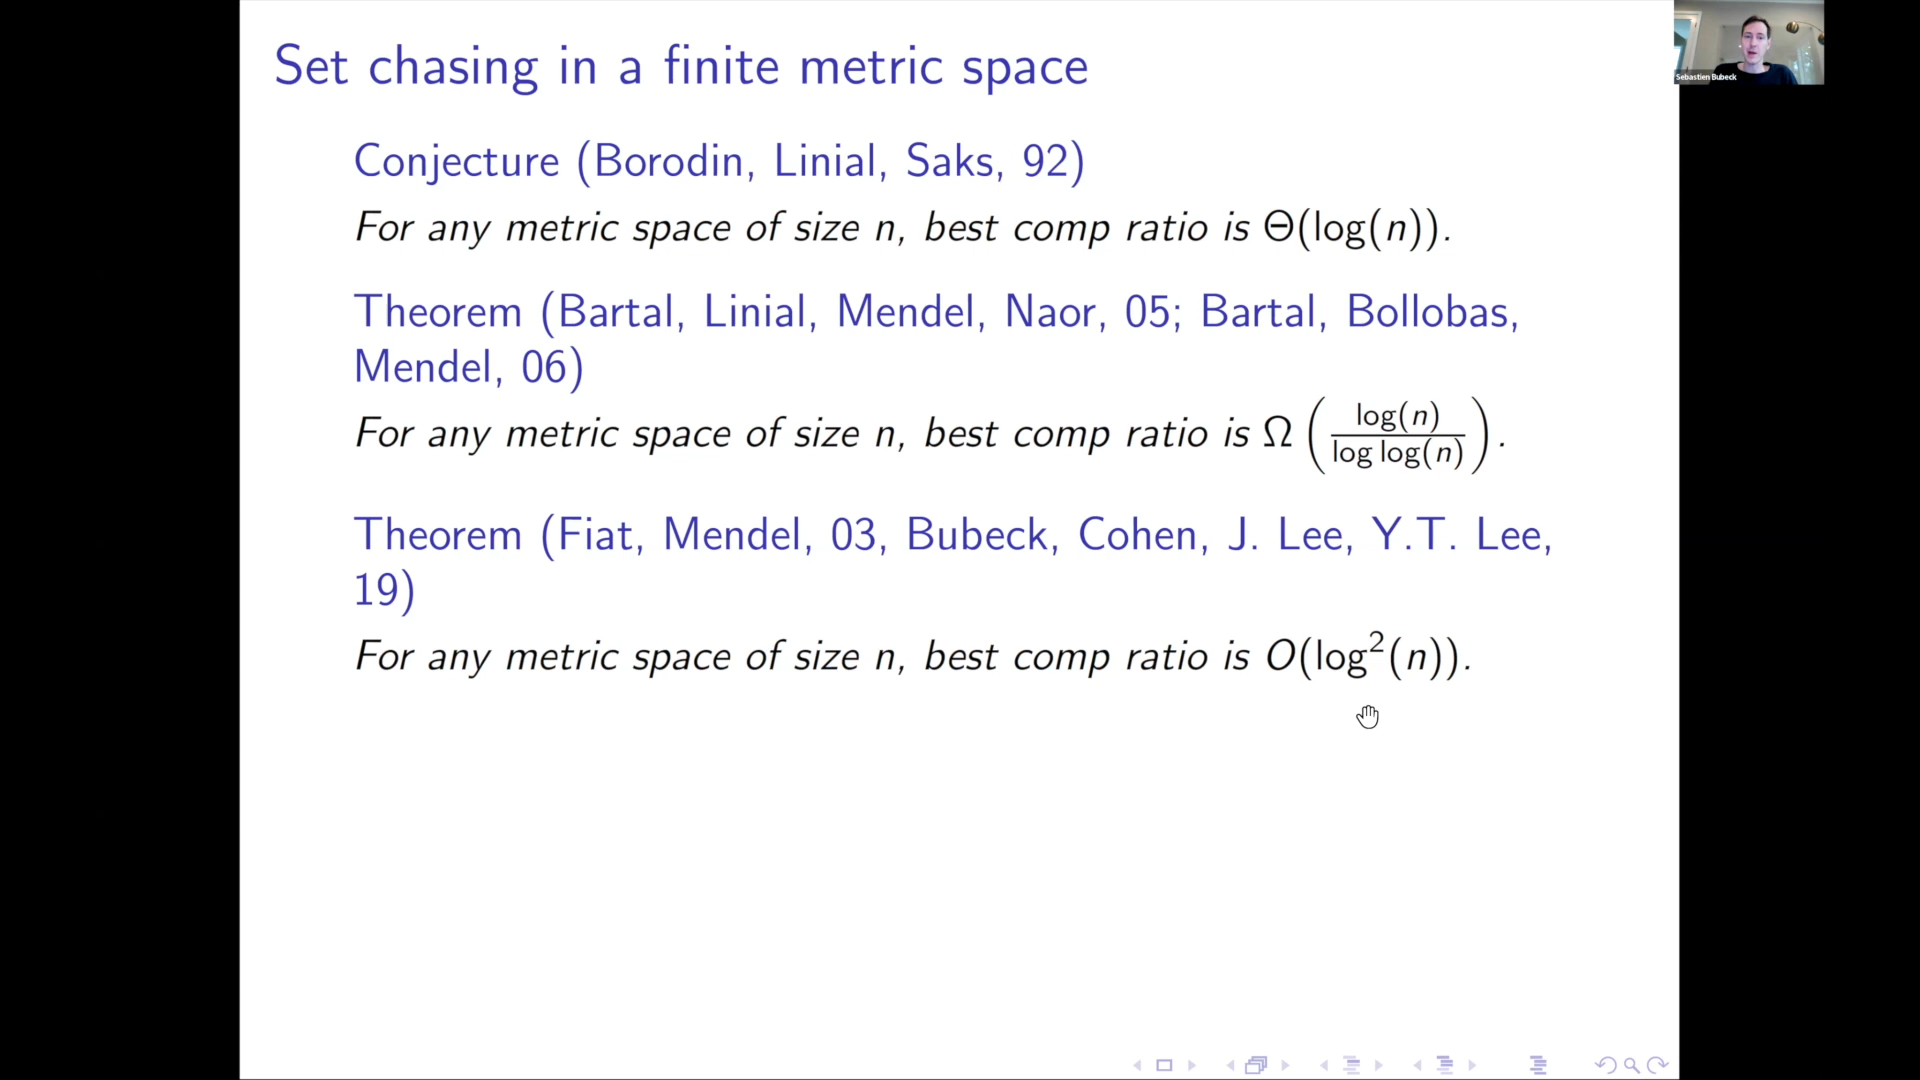 Set chasing in a finite metric space
Sebastien Bubeck
Conjecture (Borodin, Linial, Saks, 92)
For any metric space of size n, best comp ratio is Θ(log(n)).
Theorem (Bartal, Linial, Mendel, Naor, 05; Bartal, Bollobas,
Mendel, 06)
For any metric space of size n, best comp ratio is Ω(log(n)/log log(n)).
Theorem (Fiat, Mendel, 03, Bubeck, Cohen, J. Lee, Y.T. Lee,
19)
For any metric space of size n, best comp ratio is O(log²(n)).